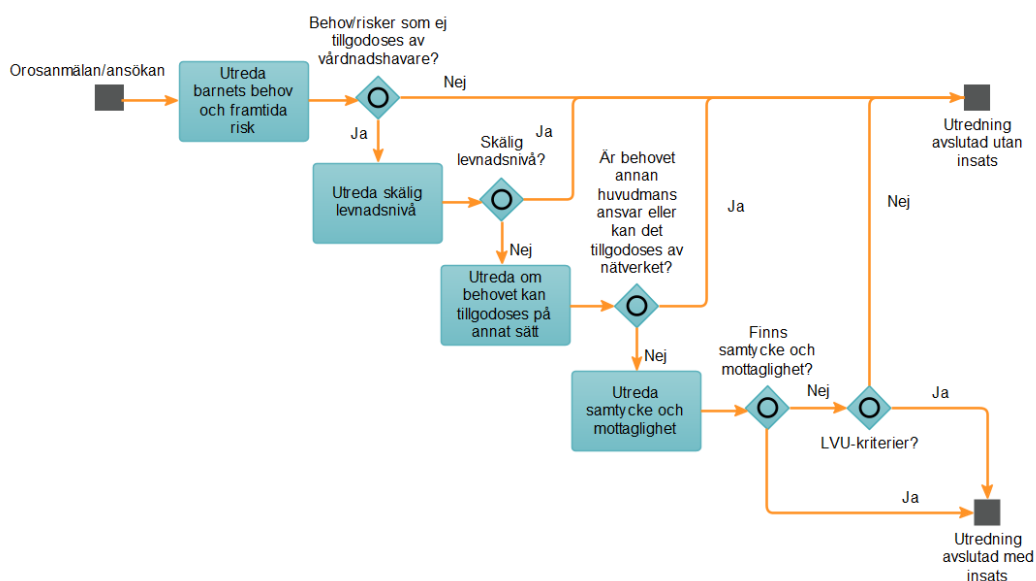 Behov/risker som ej
tillgodoses av
vårdnadshavare?
Orosanmälan/ansökan
Utreda
barnets behov
och framtida
risk
Nej
Ja
Utredning
avslutad utan
insats
Skälig
levnadsnivå?
Ja
Utreda skälig
levnadsnivå
Är behovet
annan
huvudmans
ansvar eller
kan det
tillgodoses av
nätverket?
Ja
Nej
Nej
Utreda om
behovet kan
tillgodoses på
annat sätt
Nej
Finns
samtycke och
mottaglighet?
Utreda
samtycke och
mottaglighet
Nej
Ja
LVU-kriterier?
Ja
Utredning
avslutad med
insats